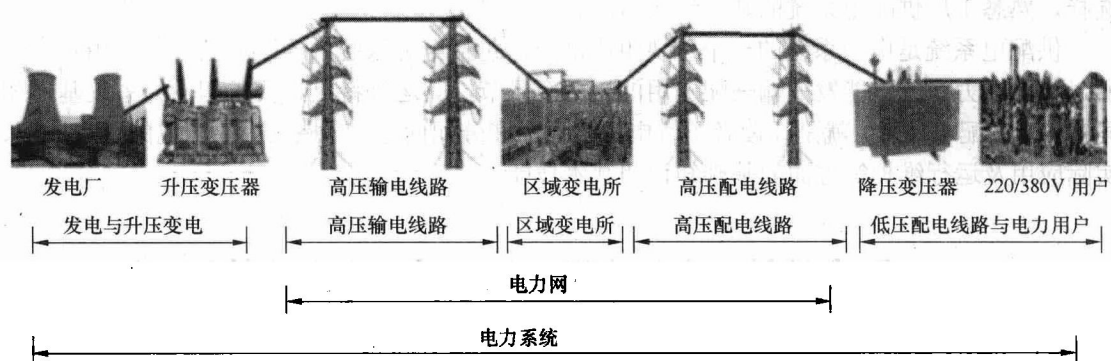 发电厂 升压变压器 高压输电线路 区域变电所 高压配电线路 降压变压器 220/380V 用户
发电与升压变电 高压输电线路 区域变电所 高压配电线路 低压配电线路与电力用户
电力网
电力系统